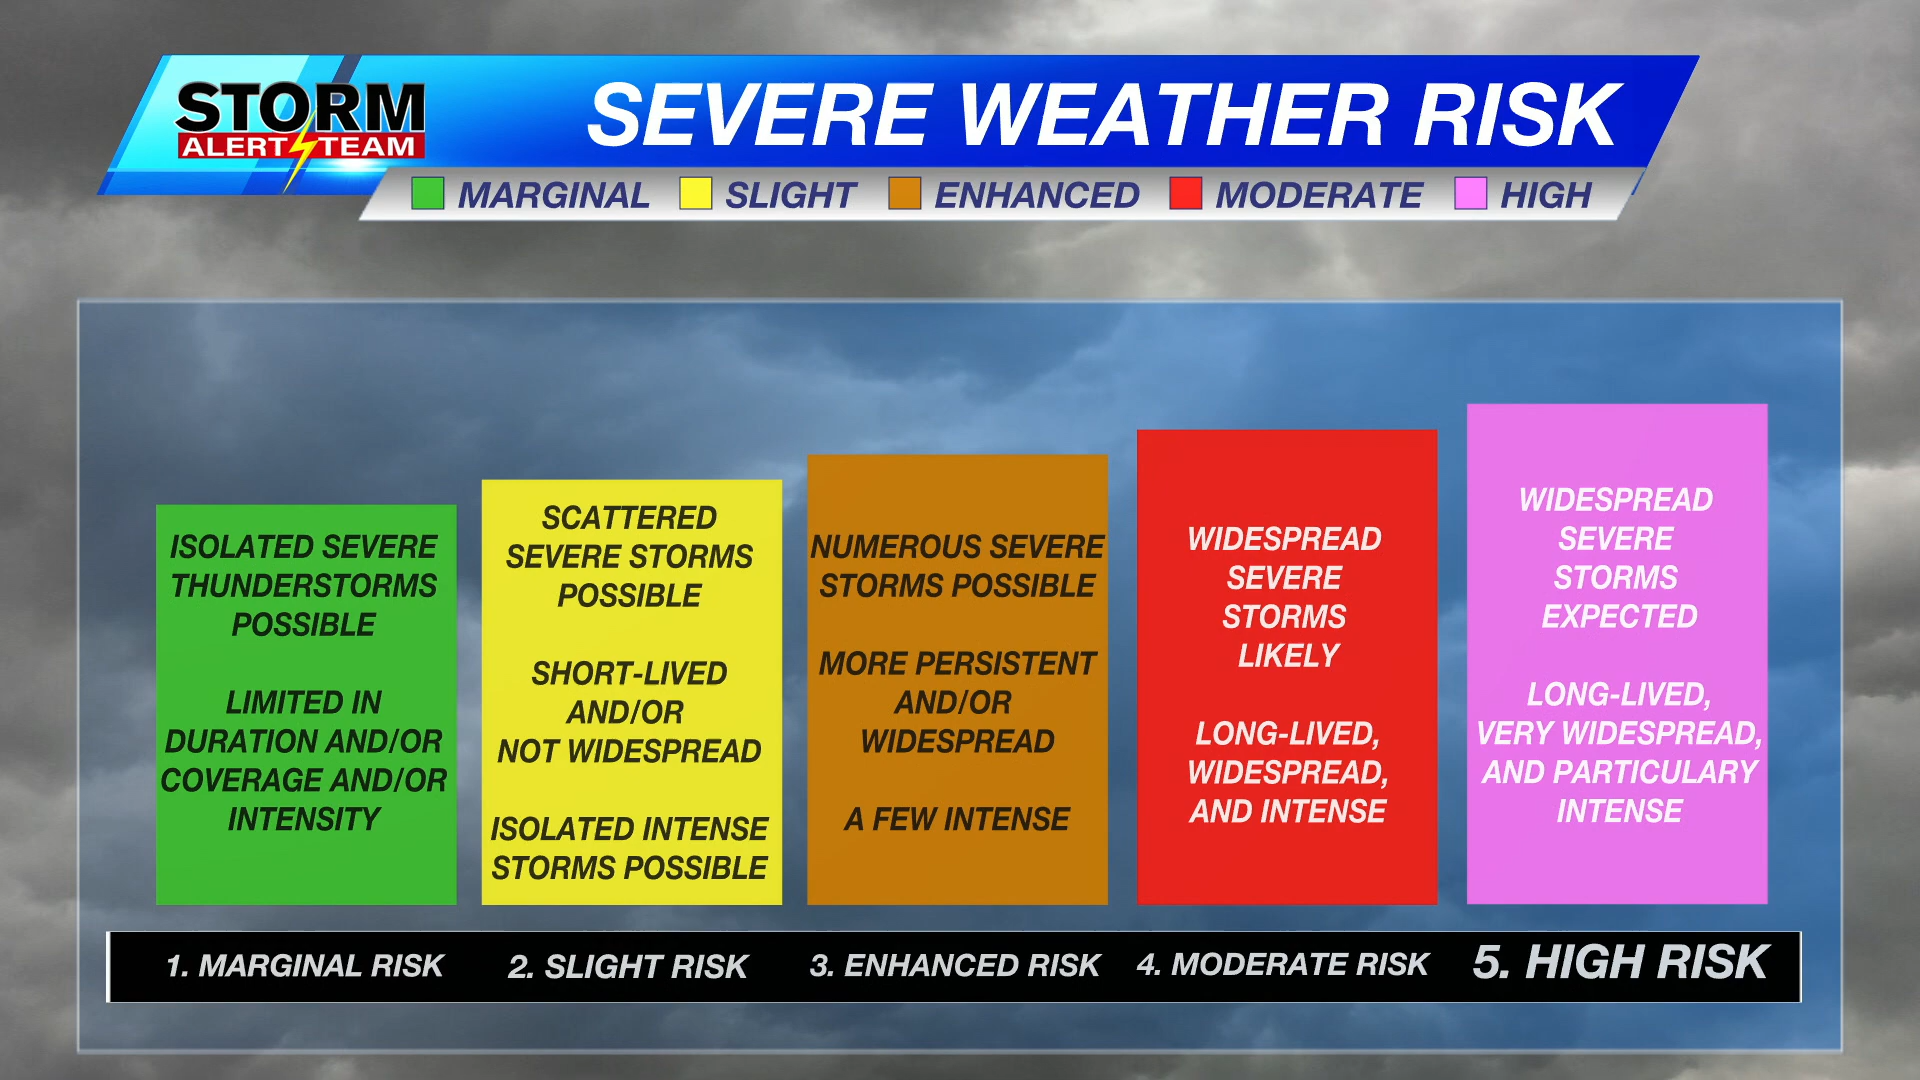 STORM
ALERT TEAM
SEVERE WEATHER RISK
MARGINAL SLIGHT ENHANCED MODERATE HIGH
ISOLATED SEVERE
THUNDERSTORMS
POSSIBLE
LIMITED IN
DURATION AND/OR
COVERAGE AND/OR
INTENSITY
SCATTERED
SEVERE STORMS
POSSIBLE
SHORT-LIVED
AND/OR
NOT WIDESPREAD
ISOLATED INTENSE
STORMS POSSIBLE
NUMEROUS SEVERE
STORMS POSSIBLE
MORE PERSISTENT
AND/OR
WIDESPREAD
A FEW INTENSE
WIDESPREAD
SEVERE
STORMS
LIKELY
LONG-LIVED,
WIDESPREAD,
AND INTENSE
WIDESPREAD
SEVERE
STORMS
EXPECTED
LONG-LIVED,
VERY WIDESPREAD,
AND PARTICULARY
INTENSE
1. MARGINAL RISK
2. SLIGHT RISK
3. ENHANCED RISK
4. MODERATE RISK
5. HIGH RISK